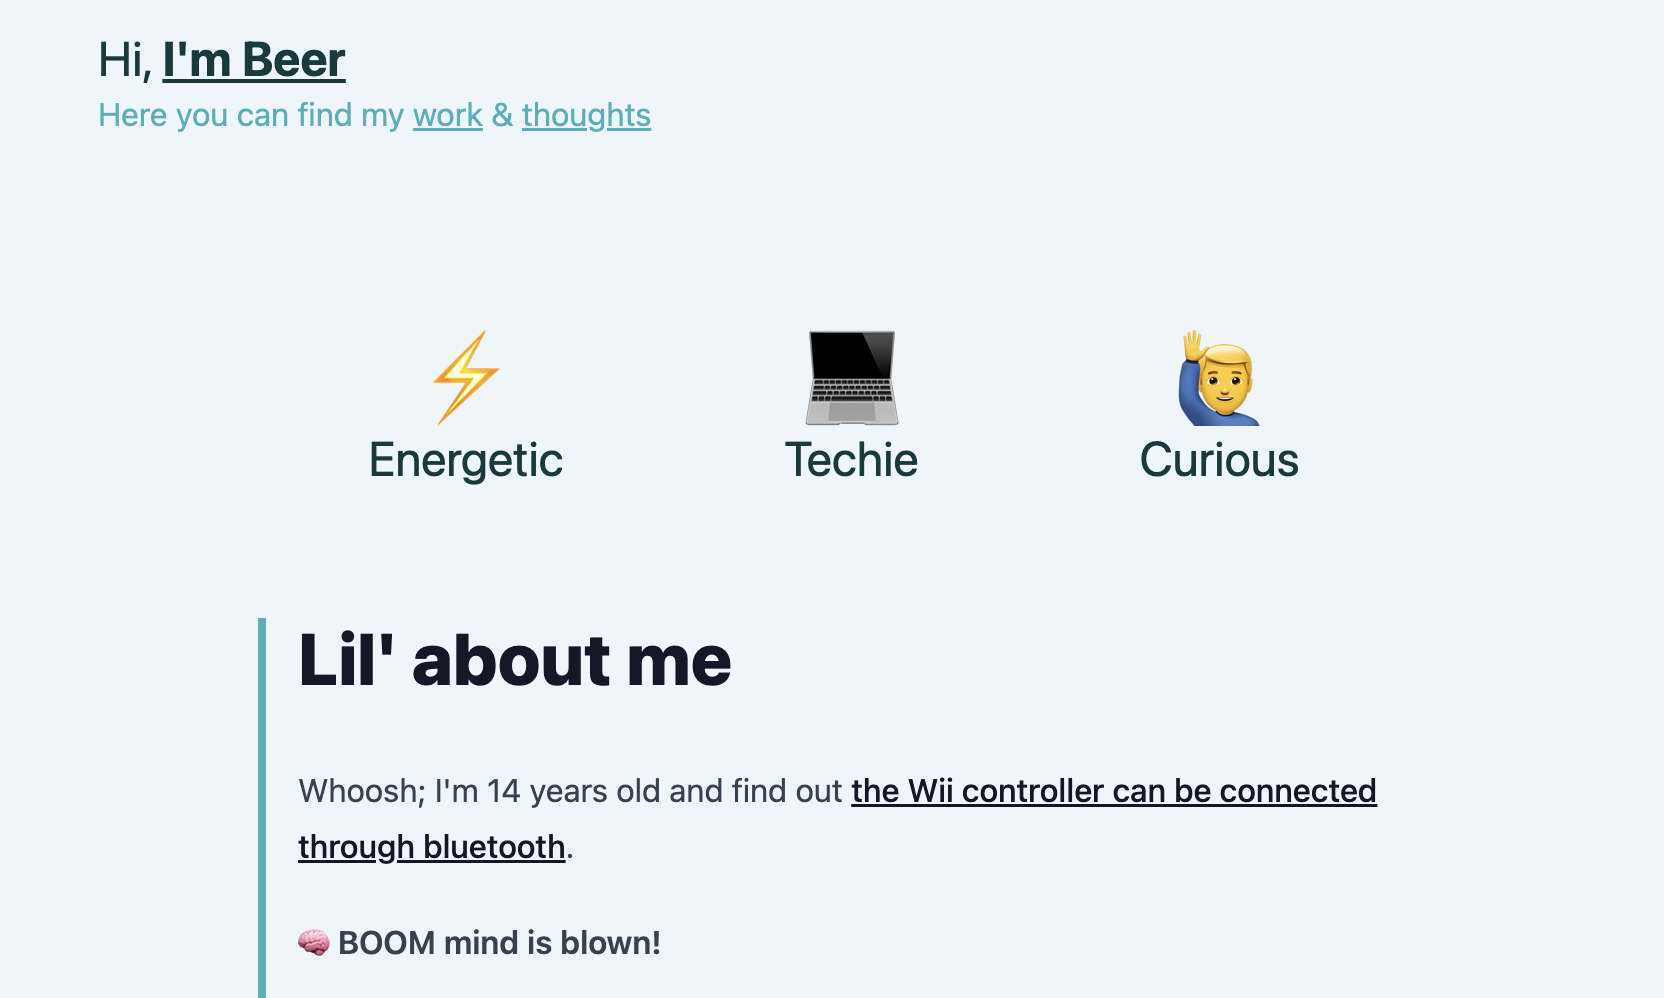 Hi, I'm Beer
Here you can find my work & thoughts
Energetic
Techie
Curious
Lil' about me
Whoosh; I'm 14 years old and find out the Wii controller can be connected
through bluetooth.
🧠 BOOM mind is blown!